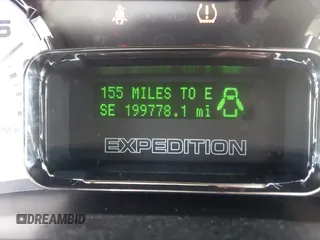 155 MILES TO E
SE 199778.1 mi
EXPEDITION
DREAMBID